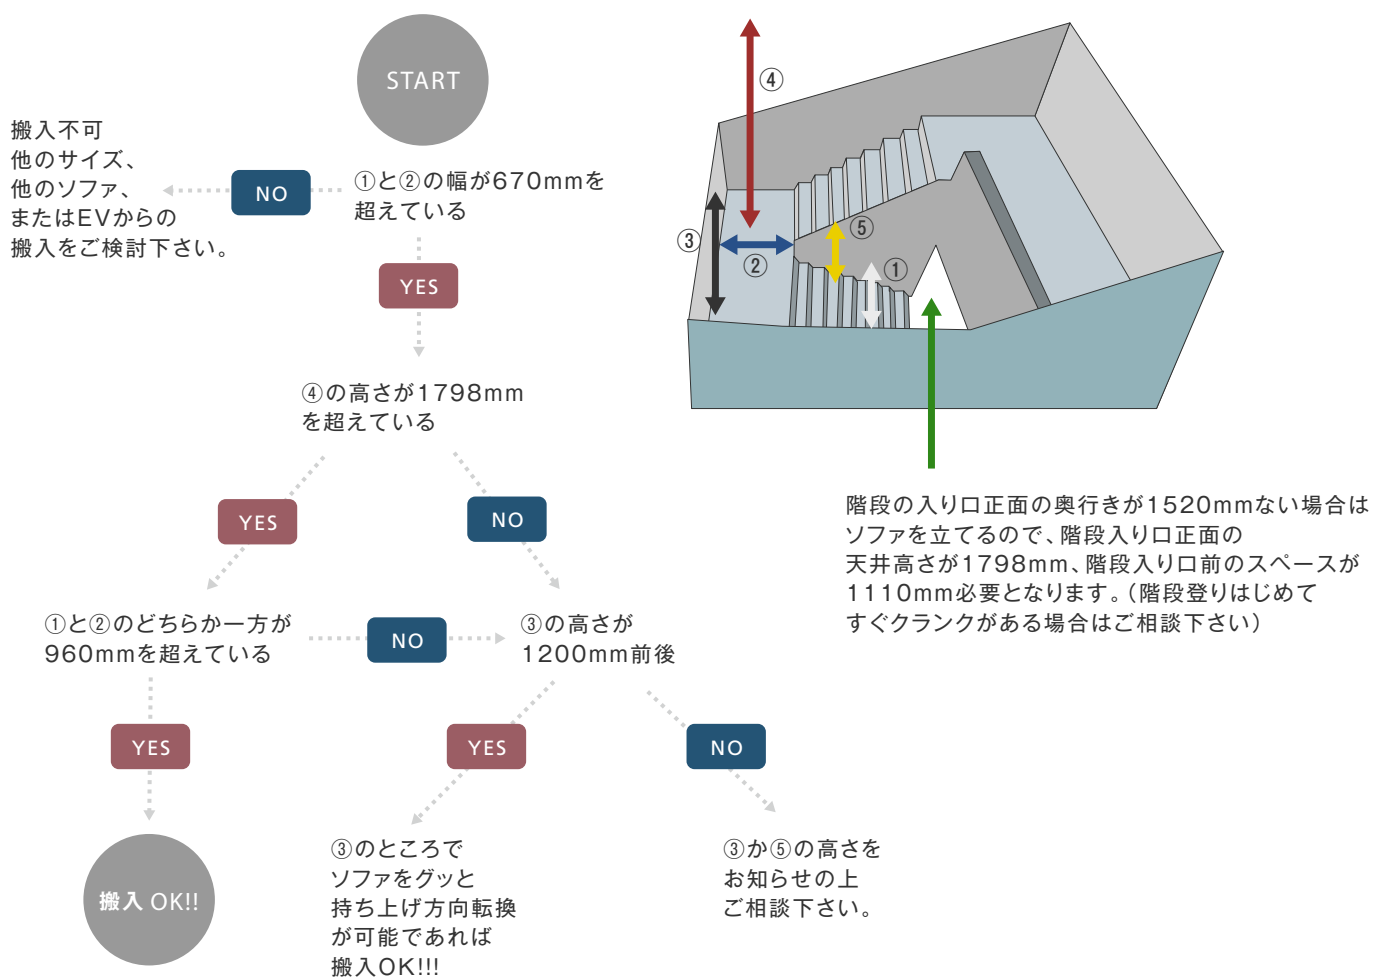 START
搬入不可
他のサイズ、
他のソファ、
またはEVからの
搬入をご検討下さい。
NO
①と②の幅が670mmを
超えている
YES
④の高さが1798mm
を超えている
YES
NO
①と②のどちらか一方が
960mmを超えている
NO
③の高さが
1200mm前後
YES
YES
NO
搬入 OK!!
③のところで
ソファをグッと
持ち上げ方向転換
が可能であれば
搬入OK!!!
③か⑤の高さを
お知らせの上
ご相談下さい。
④
③
②
⑤
①
階段の入り口正面の奥行きが1520mmない場合は
ソファを立てるので、階段入り口正面の
天井高さが1798mm、階段入り口前のスペースが
1110mm必要となります。（階段登りはじめて
すぐクランクがある場合はご相談下さい）